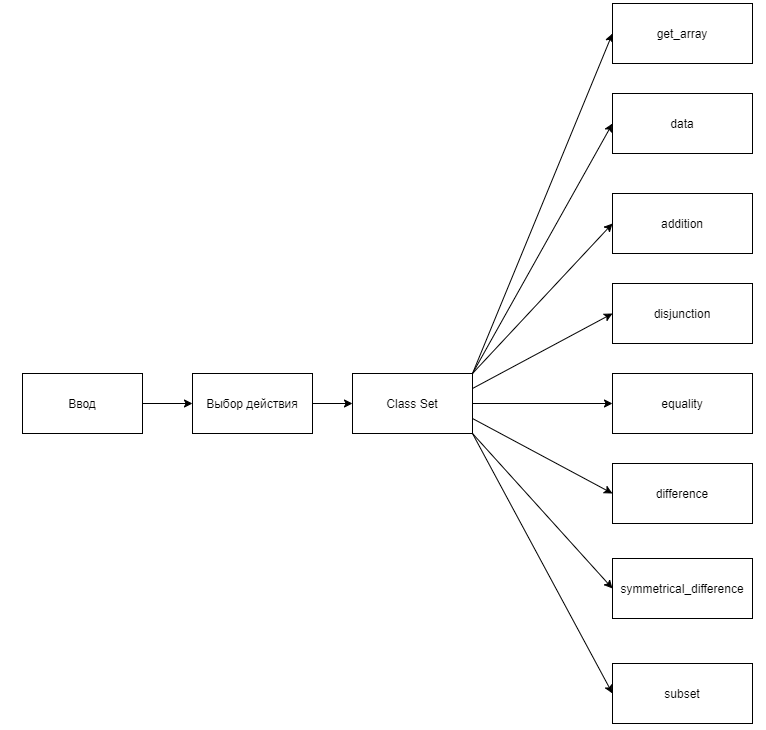 get_array
data
addition
disjunction
Ввод
Выбор действия
Class Set
equality
difference
symmetrical_difference
subset